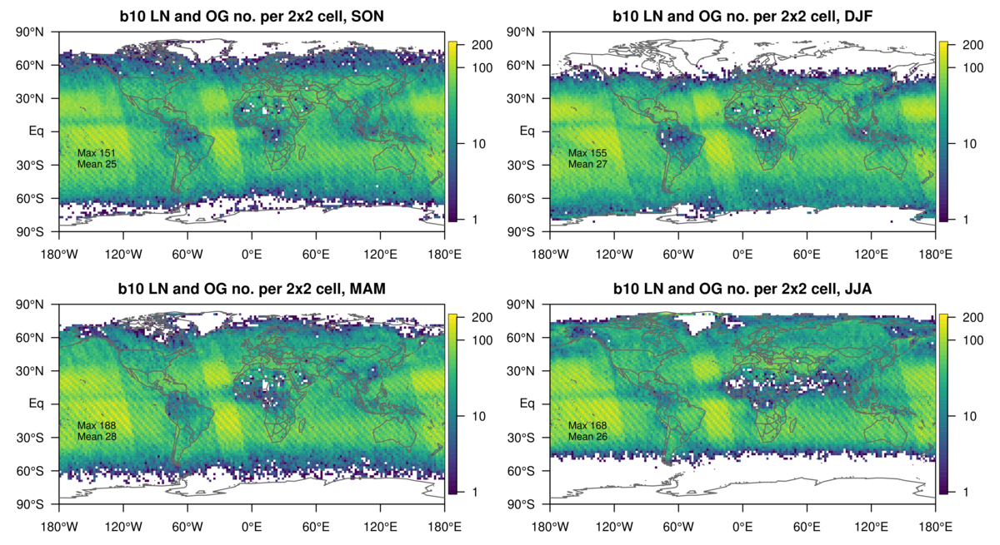 b10 LN and OG no. per 2x2 cell, SON
90°N
60°N
30°N
Eq
30°S
60°S
90°S
Max 151
Mean 25
180°W 120°W 60°W 0°E 60°E 120°E 180°E
200
100
10
1
b10 LN and OG no. per 2x2 cell, DJF
90°N
60°N
30°N
Eq
30°S
60°S
90°S
Max 155
Mean 27
180°W 120°W 60°W 0°E 60°E 120°E 180°E
200
100
10
1
b10 LN and OG no. per 2x2 cell, MAM
90°N
60°N
30°N
Eq
30°S
60°S
90°S
Max 188
Mean 28
180°W 120°W 60°W 0°E 60°E 120°E 180°E
200
100
10
1
b10 LN and OG no. per 2x2 cell, JJA
90°N
60°N
30°N
Eq
30°S
60°S
90°S
Max 168
Mean 26
180°W 120°W 60°W 0°E 60°E 120°E 180°E
200
100
10
1